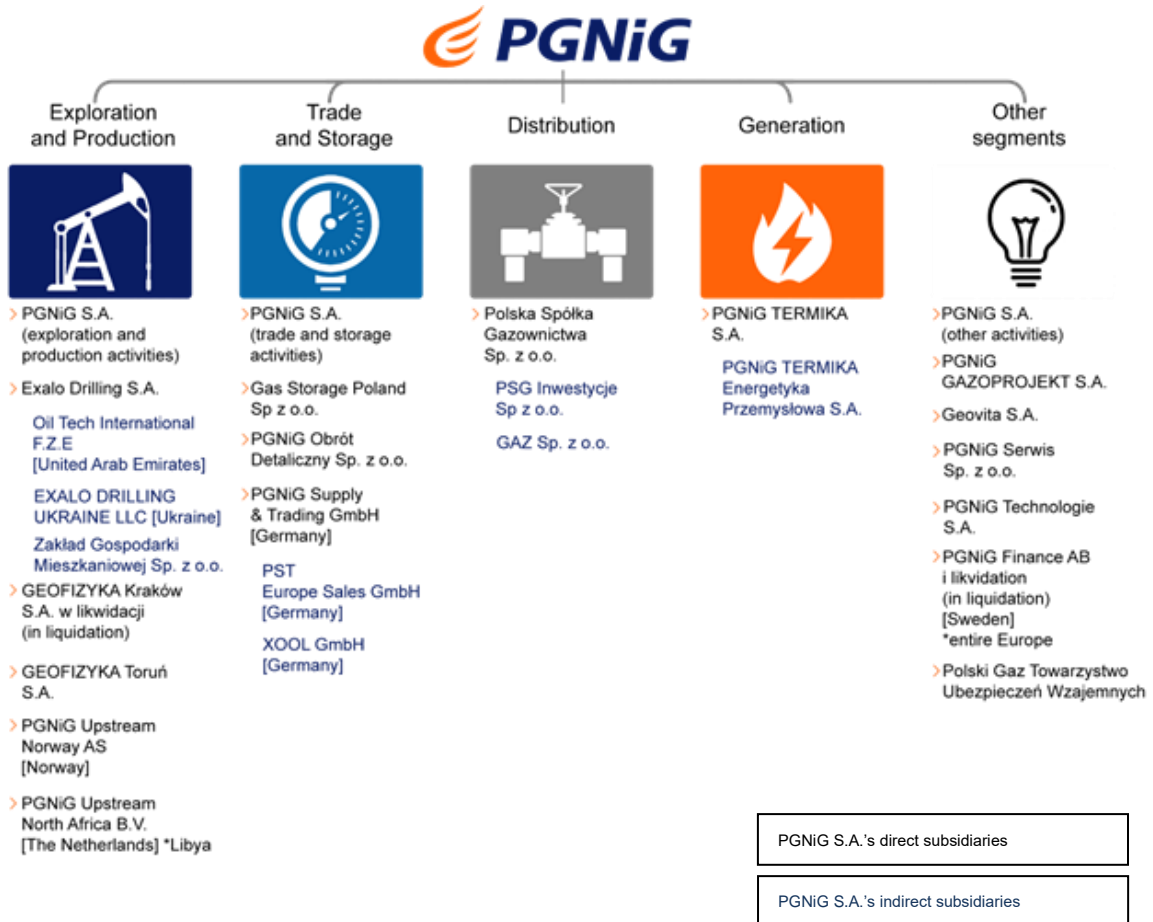 PGNiG
Exploration
and Production
Trade
and Storage
Distribution
Generation
Other
segments
PGNiG S.A.
(exploration and
production activities)
Exalo Drilling S.A.
Oil Tech International
F.Z.E
[United Arab Emirates]
EXALO DRILLING
UKRAINE LLC [Ukraine]
Zakład Gospodarki
Mieszkaniowej Sp. z o.o.
GEOFIZYKA Kraków
S.A. w likwidacji
(in liquidation)
GEOFIZYKA Toruń
S.A.
PGNiG Upstream
Norway AS
[Norway]
PGNiG Upstream
North Africa B.V.
[The Netherlands] *Libya
PGNiG S.A.
(trade and storage
activities)
Gas Storage Poland
Sp z o.o.
PGNiG Obrót
Detaliczny Sp. z o.o.
PGNiG Supply
& Trading GmbH
[Germany]
PST
Europe Sales GmbH
[Germany]
XOOL GmbH
[Germany]
Polska Spółka
Gazownictwa
Sp. z o.o.
PSG Inwestycje
Sp z o.o.
GAZ Sp. z o.o.
PGNiG TERMIKA
S.A.
PGNiG TERMIKA
Energetyka
Przemysłowa S.A.
PGNiG S.A.
(other activities)
PGNiG
GAZOPROJEKT S.A.
Geovita S.A.
PGNiG Serwis
Sp. z o.o.
PGNiG Technologie
S.A.
PGNiG Finance AB
i likvidation
(in liquidation)
[Sweden]
*entire Europe
Polski Gaz Towarzystwo
Ubezpieczeń Wzajemnych
PGNiG S.A.’s direct subsidiaries
PGNiG S.A.’s indirect subsidiaries